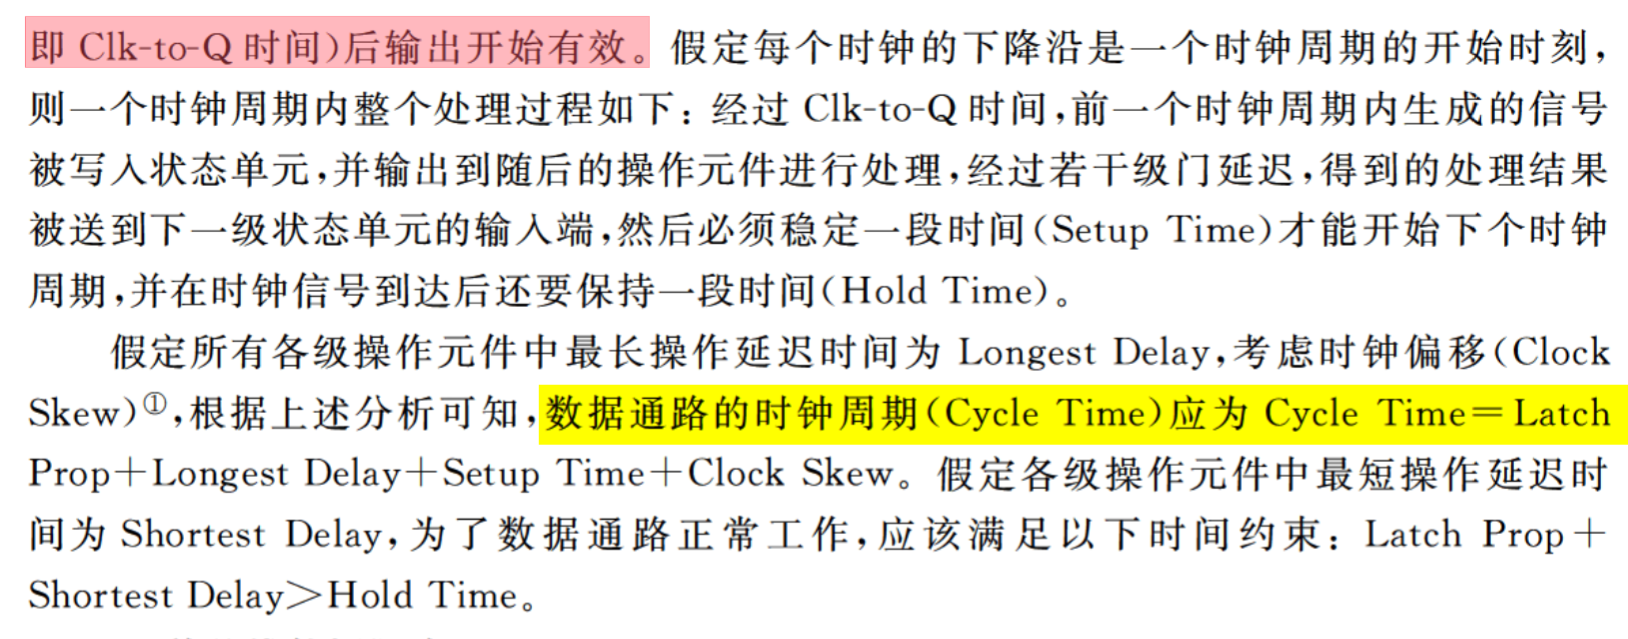 即 Clk-to-Q 时间)后输出开始有效。假定每个时钟的下降沿是一个时钟周期的开始时刻,
则一个时钟周期内整个处理过程如下:经过 Clk-to-Q 时间,前一个时钟周期内生成的信号
被写入状态单元,并输出到随后的操作元件进行处理,经过若干级门延迟,得到的处理结果
被送到下一级状态单元的输入端,然后必须稳定一段时间(Setup Time)才能开始下个时钟
周期,并在时钟信号到达后还要保持一段时间(Hold Time)。
假定所有各级操作元件中最长操作延迟时间为 Longest Delay,考虑时钟偏移(Clock
Skew)①,根据上述分析可知,数据通路的时钟周期(Cycle Time)应为 Cycle Time=Latch
Prop+Longest Delay+Setup Time+Clock Skew。假定各级操作元件中最短操作延迟时
间为 Shortest Delay,为了数据通路正常工作,应该满足以下时间约束:Latch Prop+
Shortest Delay>Hold Time。